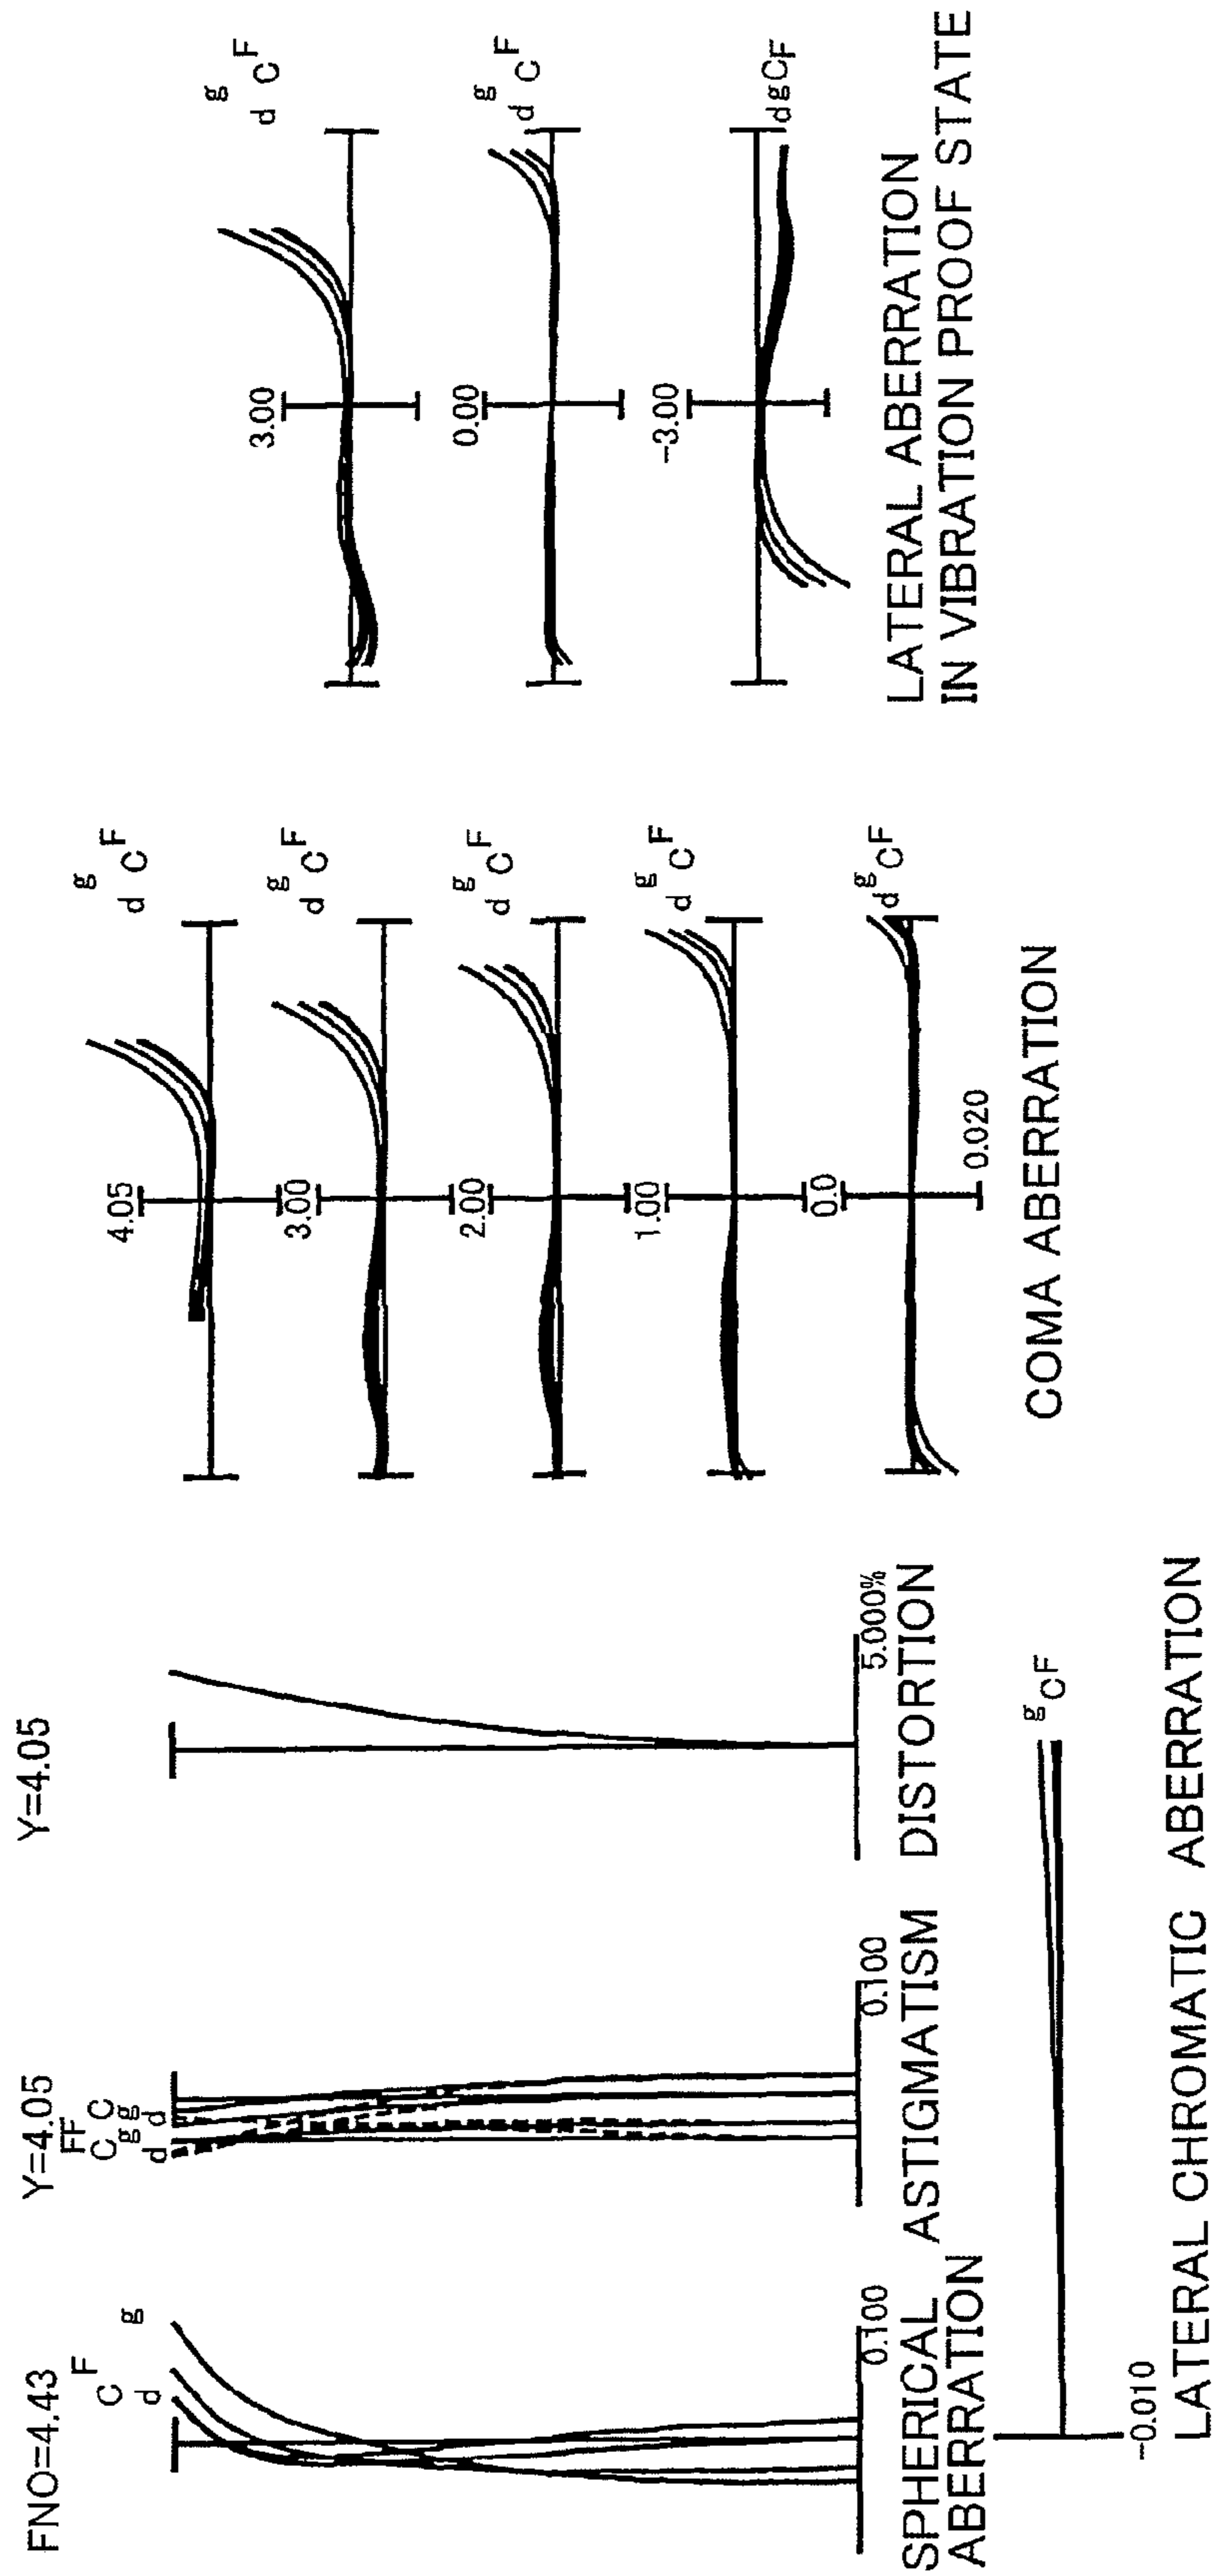 FNO=4.43
C
F
d
g
0.100
SPHERICAL
ABERRATION
Y=4.05
FF
C
C
g
g
d
d
0.100
ASTIGMATISM
Y=4.05
5.000%
DISTORTION
g
C
F
-0.010
LATERAL CHROMATIC ABERRATION
4.05
g
d
C
F
3.00
g
d
C
F
2.00
g
d
C
F
1.00
g
d
C
F
0.0
d
g
C
F
0.020
COMA ABERRATION
3.00
g
d
C
F
0.00
g
d
C
F
-3.00
d
g
C
F
LATERAL ABERRATION
IN VIBRATION PROOF STATE